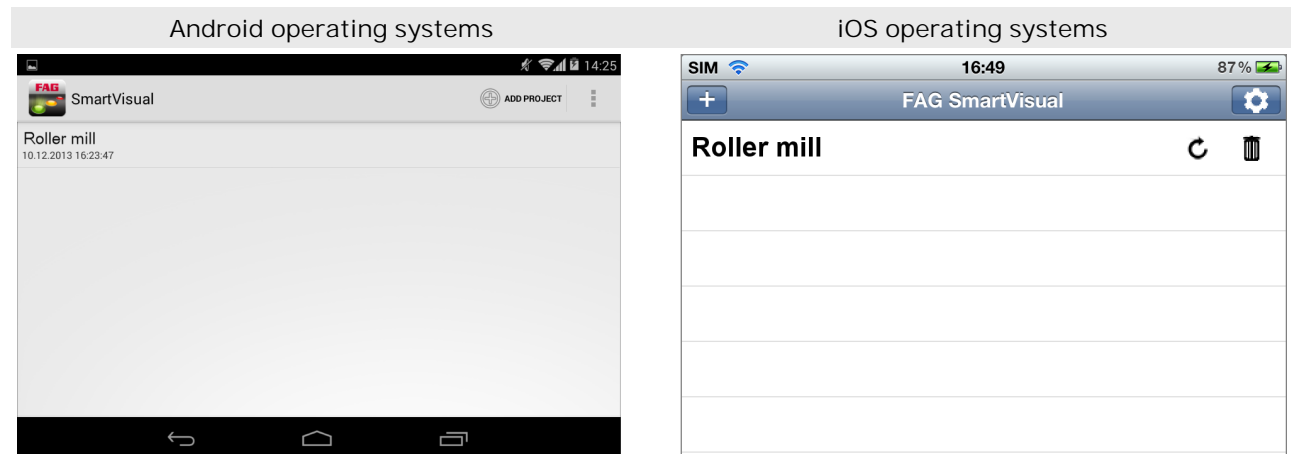 Android operating systems
iOS operating systems
14:25
FAG
SmartVisual
ADD PROJECT
Roller mill
10.12.2013 16:23:47
SIM
16:49
87%
+
FAG SmartVisual
Roller mill